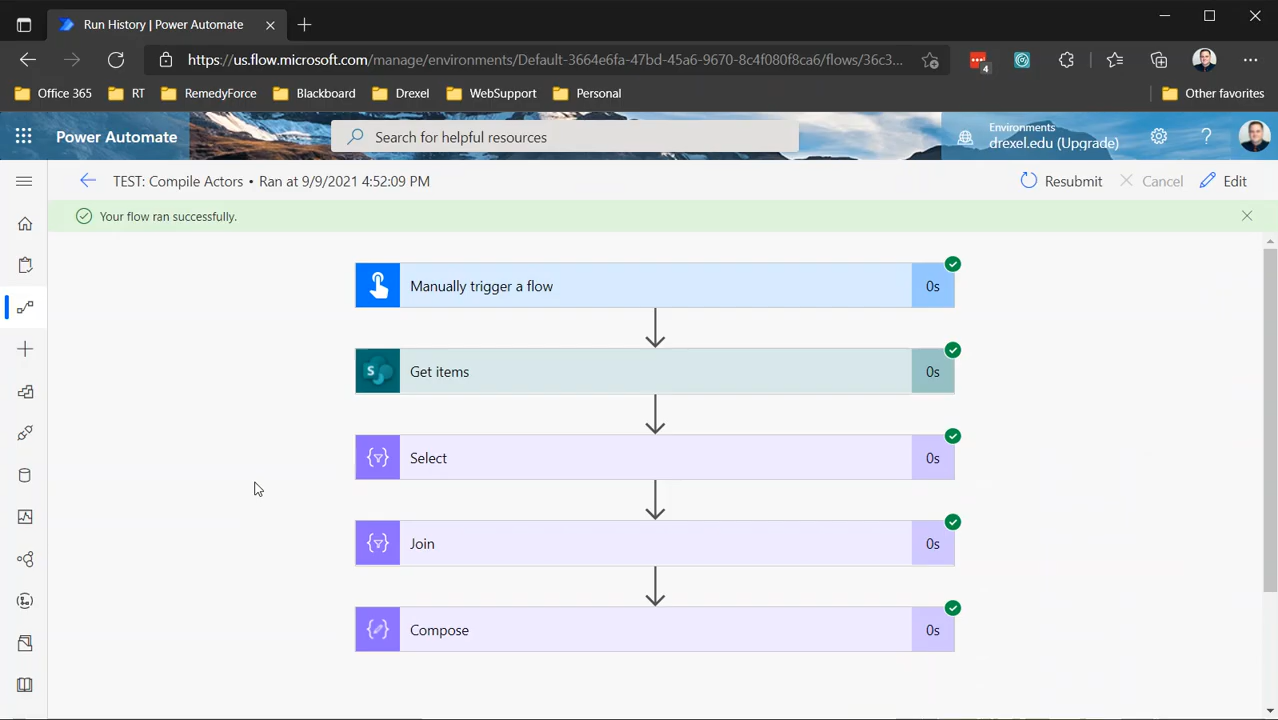 Run History | Power Automate
https://us.flow.microsoft.com/manage/environments/Default-3664e6fa-47bd-45a6-9670-8c4f080f8ca6/flows/36c3...
4
Office 365 RT RemedyForce Blackboard Drexel WebSupport Personal Other favorites
Power Automate
Search for helpful resources
Environments
drexel.edu (Upgrade)
TEST: Compile Actors • Ran at 9/9/2021 4:52:09 PM Resubmit Cancel Edit
Your flow ran successfully.
Manually trigger a flow 0s
S Get items 0s
Select 0s
Join 0s
Compose 0s